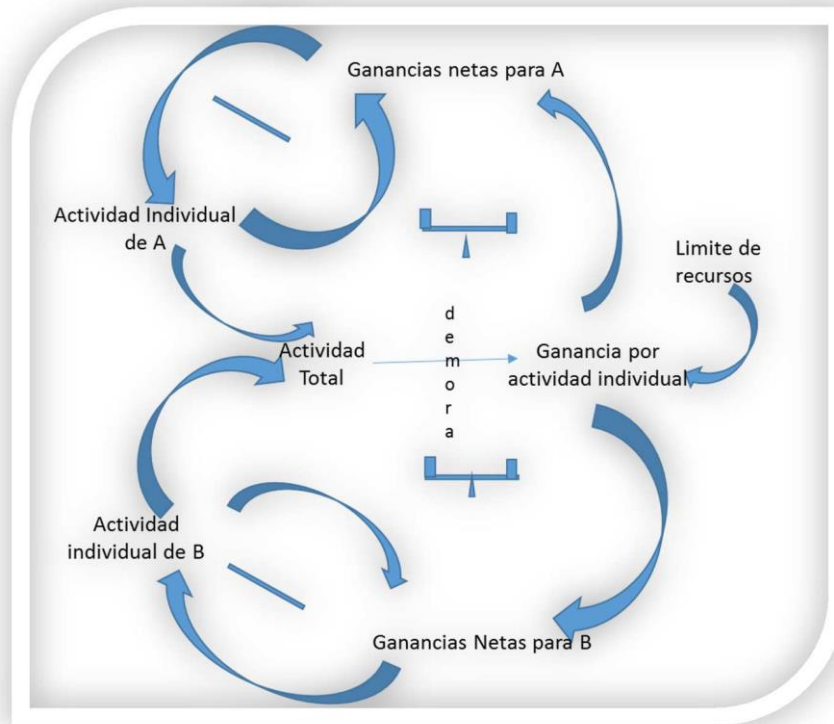 Ganancias netas para A
Actividad Individual
de A
Limite de
recursos
demora
Actividad
Total
Ganancia por
actividad individual
Actividad
individual de B
Ganancias Netas para B